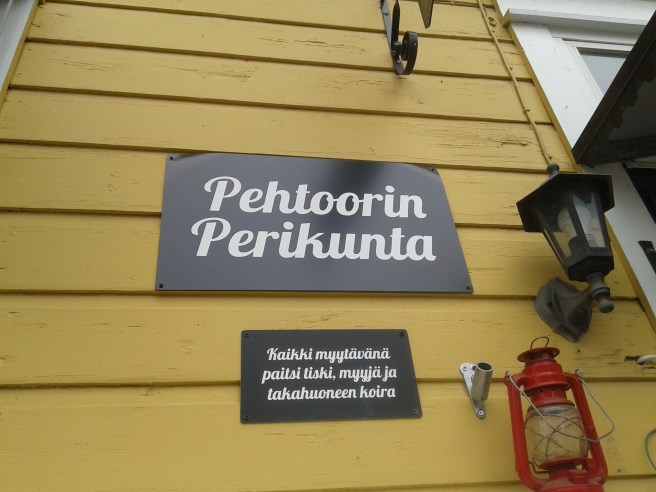 Pehtoorin
Perikunta
Kaikki myytävänä
paitsi tiski, myyjä ja
takahuoneen koira